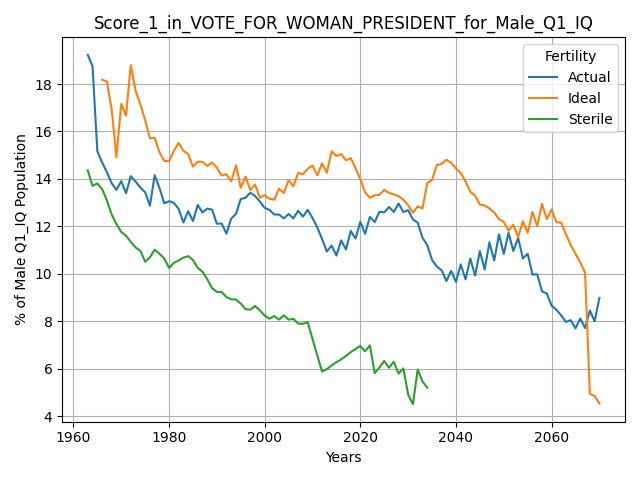 Score_1_in_VOTE_FOR_WOMAN_PRESIDENT_for_Male_Q1_IQ
Fertility
Actual
Ideal
Sterile
% of Male Q1_IQ Population
18
16
14
12
10
8
6
4
1960
1980
2000
2020
2040
2060
Years